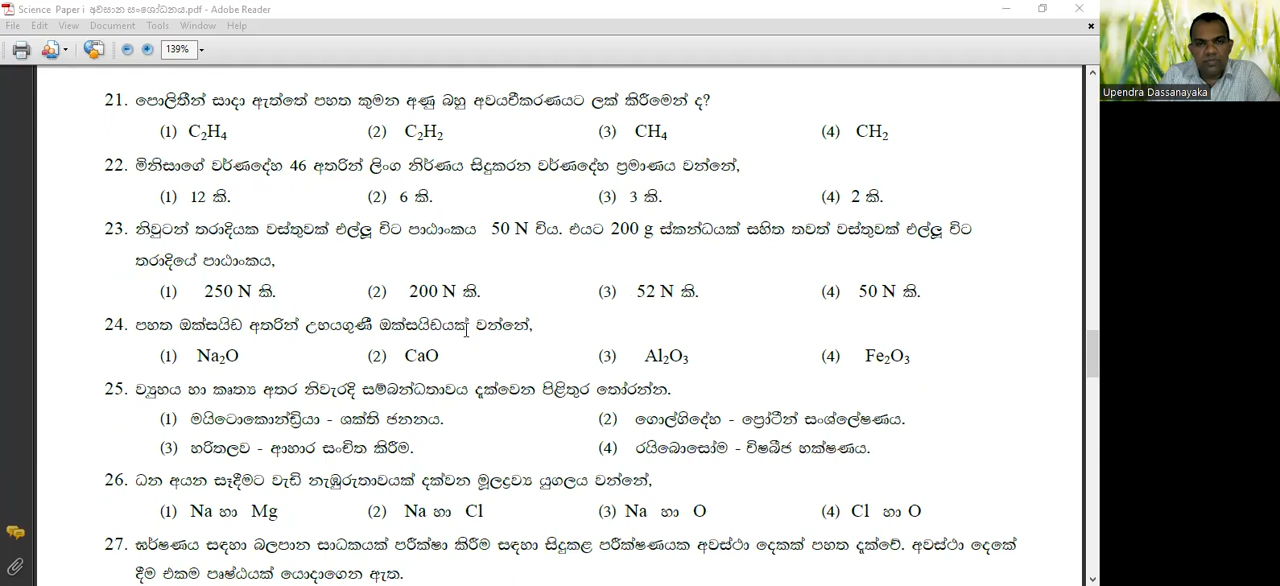 Science Paper i අවසාන සංශෝධනය.pdf - Adobe Reader
File Edit View Document Tools Window Help
139%
Upendra Dassanayaka
21. පොලිතීන් සාදා ඇත්තේ පහත කුමන අණු බහු අවයවීකරණයට ලක් කිරීමෙන් ද?
(1) C₂H₄ (2) C₂H₂ (3) CH₄ (4) CH₂
22. මිනිසාගේ වර්ණදේහ 46 අතරින් ලිංග නිර්ණය සිදුකරන වර්ණදේහ ප්‍රමාණය වන්නේ,
(1) 12 කි. (2) 6 කි. (3) 3 කි. (4) 2 කි.
23. නිවුටන් තරාදියක වස්තුවක් එල්ලූ විට පාඨාංකය 50 N විය. එයට 200 g ස්කන්ධයක් සහිත තවත් වස්තුවක් එල්ලූ විට
තරාදියේ පාඨාංකය,
(1) 250 N කි. (2) 200 N කි. (3) 52 N කි. (4) 50 N කි.
24. පහත ඔක්සයිඩ අතරින් උභයගුණී ඔක්සයිඩයක් වන්නේ,
(1) Na₂O (2) CaO (3) Al₂O₃ (4) Fe₂O₃
25. ව්‍යුහය හා කෘත්‍ය අතර නිවැරදි සම්බන්ධතාවය දැක්වෙන පිළිතුර තෝරන්න.
(1) මයිටොකොන්ඩ්‍රියා - ශක්ති ජනනය. (2) ගොල්ගිදේහ - ප්‍රෝටීන් සංශ්ලේෂණය.
(3) හරිතලව - ආහාර සංචිත කිරීම. (4) රයිබොසෝම - විෂබීජ භක්ෂණය.
26. ධන අයන සෑදීමට වැඩි නැඹුරුතාවයක් දක්වන මූලද්‍රව්‍ය යුගලය වන්නේ,
(1) Na හා Mg (2) Na හා Cl (3) Na හා O (4) Cl හා O
27. ඝර්ෂණය සඳහා බලපාන සාධකයක් පරීක්ෂා කිරීම සඳහා සිදුකළ පරීක්ෂණයක අවස්ථා දෙකක් පහත දැක්වේ. අවස්ථා දෙකේ
දීම එකම පෘෂ්ඨයක් යොදාගෙන ඇත.